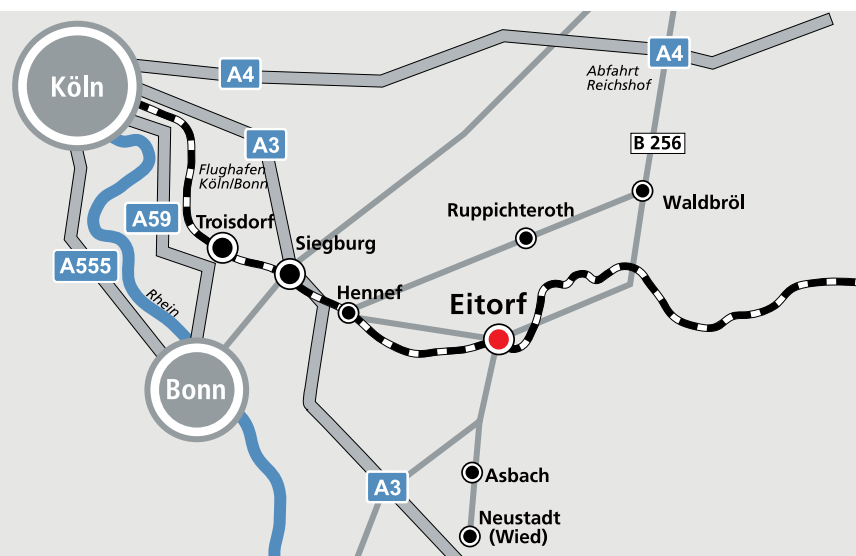 A4
A4
Köln
Abfahrt
Reichshof
A3
B 256
Flughafen
Köln/Bonn
Waldbröl
A59
Troisdorf
Ruppichteroth
Siegburg
A555
Rhein
Hennef
Eitorf
Bonn
A3
Asbach
Neustadt
(Wied)